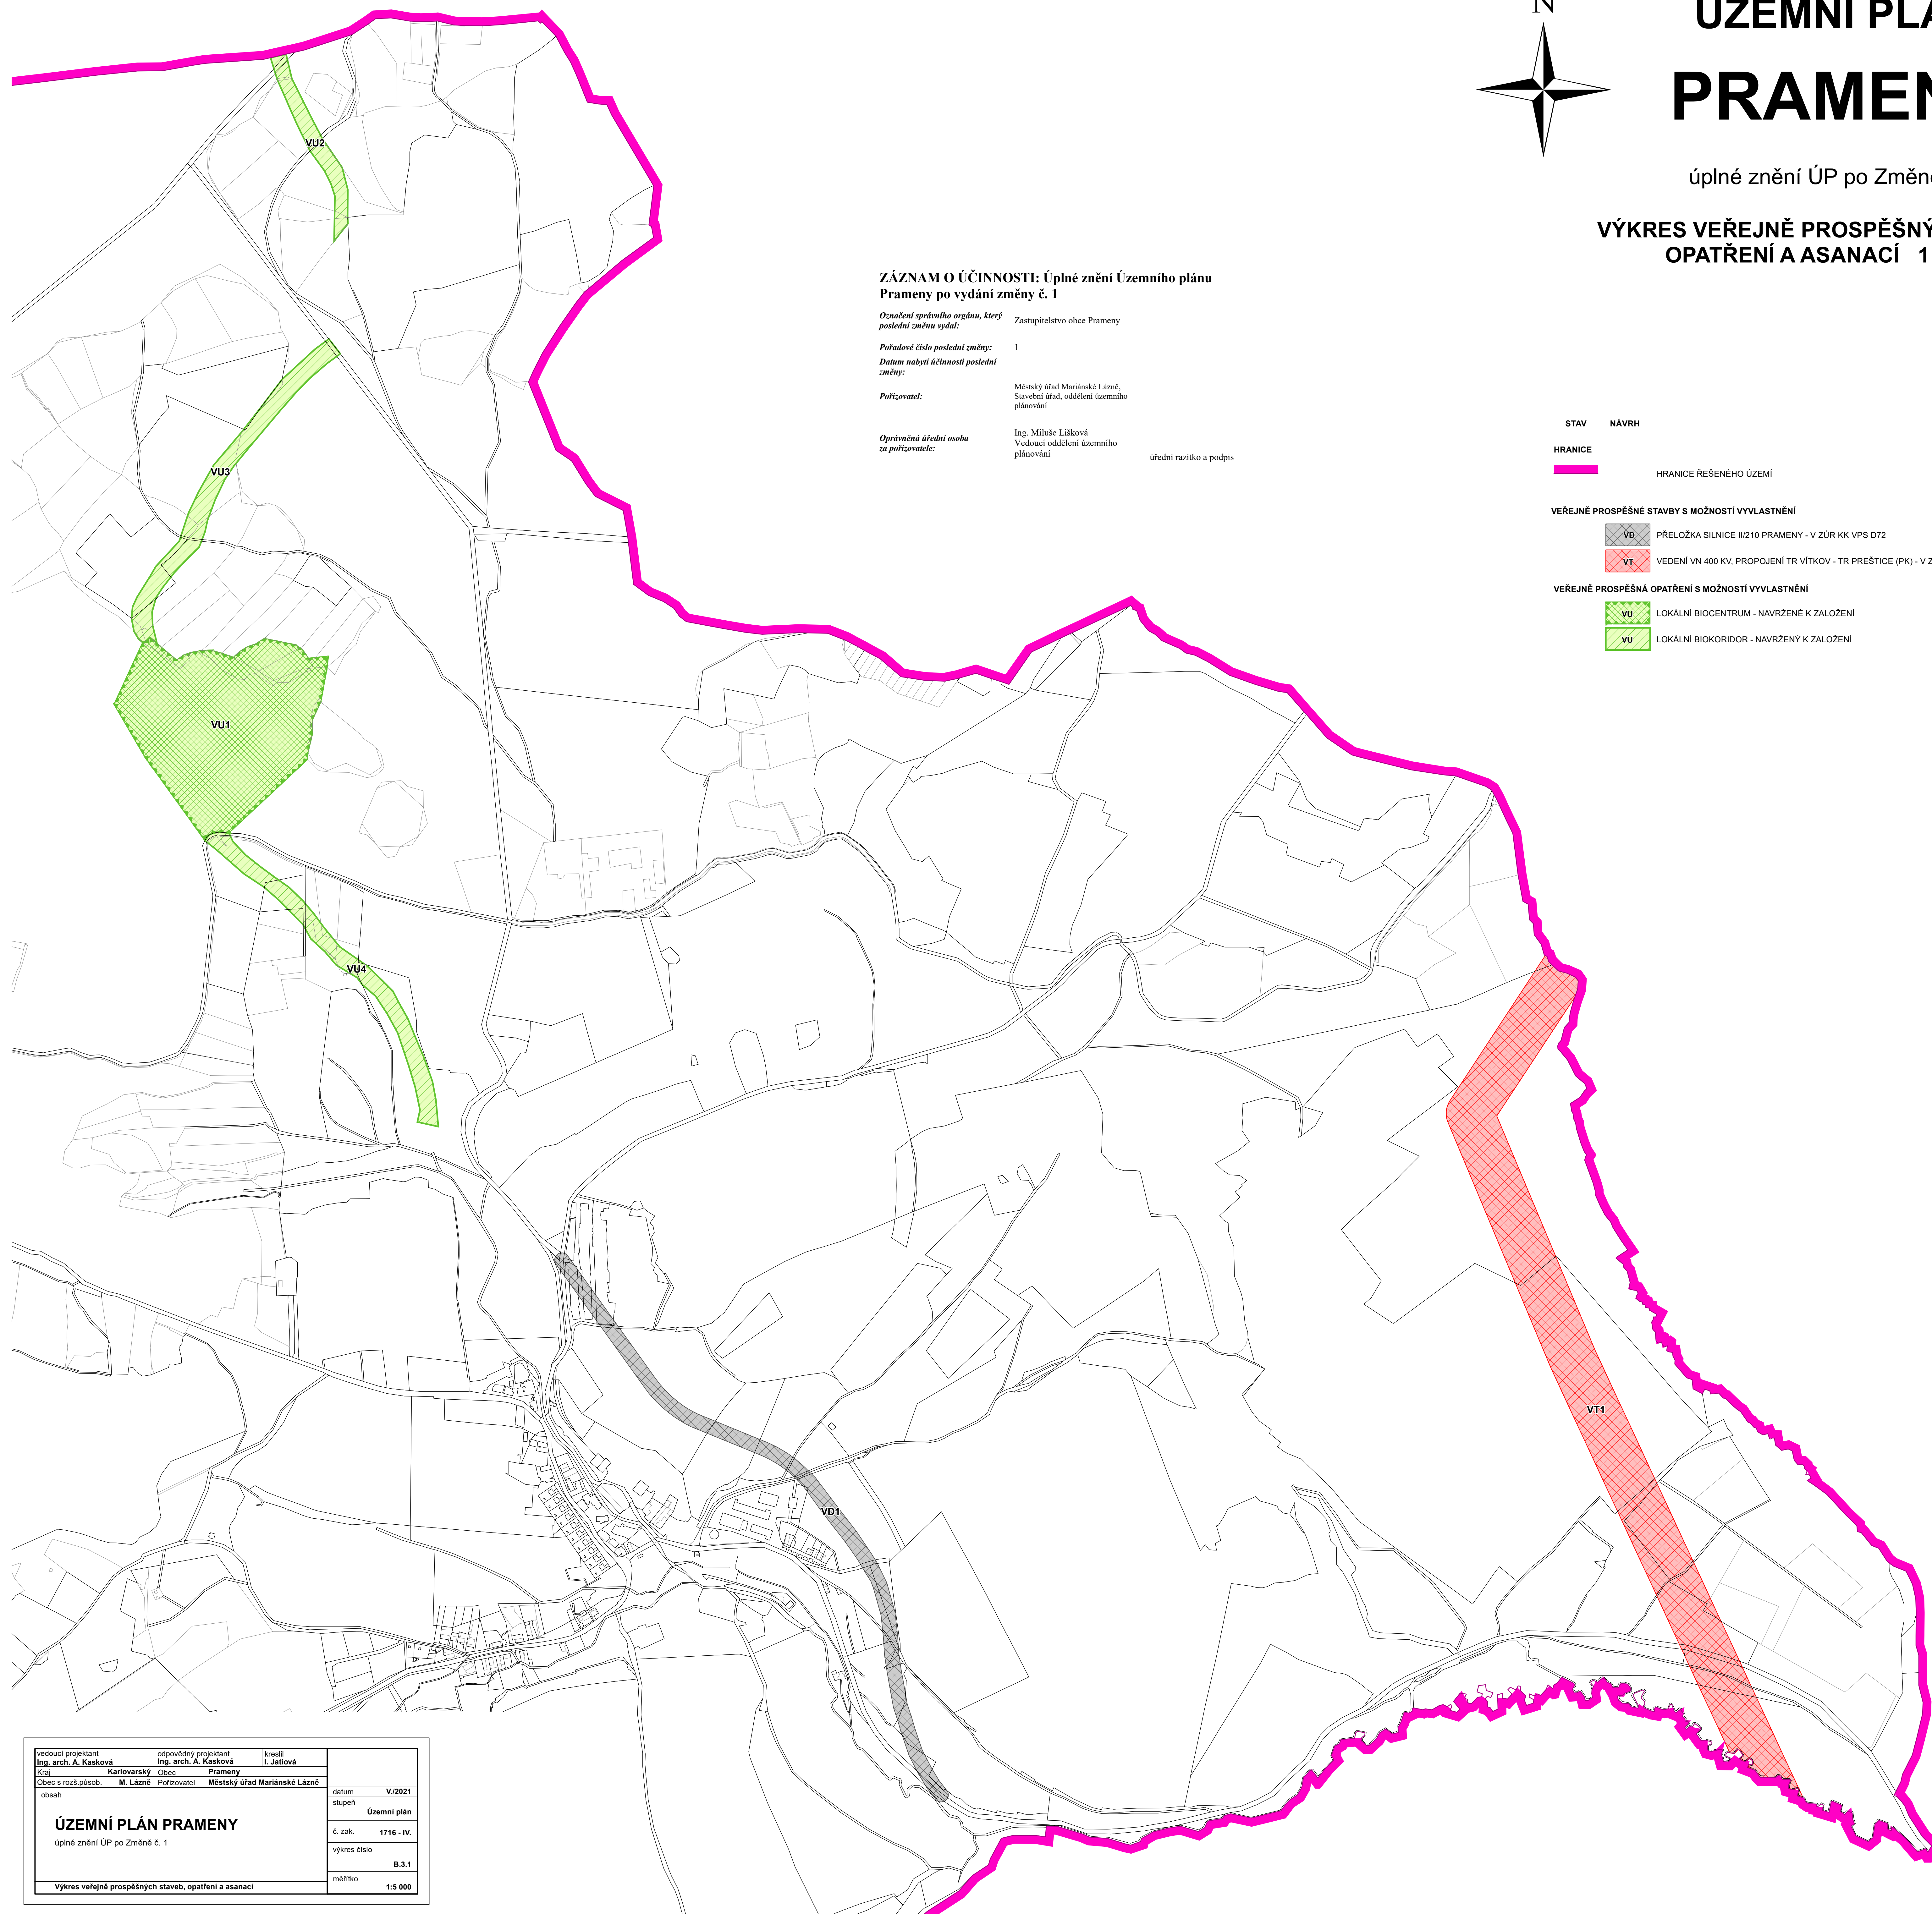 N
ÚZEMNÍ PLÁ
PRAMEN
úplné znění ÚP po Změně
VÝKRES VEŘEJNĚ PROSPĚŠNÝ
OPATŘENÍ A ASANACÍ 1
ZÁZNAM O ÚČINNOSTI: Úplné znění Územního plánu
Prameny po vydání změny č. 1
Označení správního orgánu, který
poslední změnu vydal:
Zastupitelstvo obce Prameny
Pořadové číslo poslední změny: 1
Datum nabytí účinnosti poslední
změny:
Pořizovatel:
Městský úřad Mariánské Lázně,
Stavební úřad, oddělení územního
plánování
Oprávněná úřední osoba
za pořizovatele:
Ing. Miluše Lišková
Vedoucí oddělení územního
plánování
úřední razítko a podpis
STAV NÁVRH
HRANICE
HRANICE ŘEŠENÉHO ÚZEMÍ
VEŘEJNĚ PROSPĚŠNÉ STAVBY S MOŽNOSTÍ VYVLASTNĚNÍ
VD PŘELOŽKA SILNICE II/210 PRAMENY - V ZÚR KK VPS D72
VT VEDENÍ VN 400 KV, PROPOJENÍ TR VÍTKOV - TR PREŠTICE (PK) - V Z
VEŘEJNĚ PROSPĚŠNÁ OPATŘENÍ S MOŽNOSTÍ VYVLASTNĚNÍ
VU LOKÁLNÍ BIOCENTRUM - NAVRŽENÉ K ZALOŽENÍ
VU LOKÁLNÍ BIOKORIDOR - NAVRŽENÝ K ZALOŽENÍ
VU2
VU3
VU1
VU4
VT1
VD1
vedoucí projektant
Ing. arch. A. Kasková
odpovědný projektant
Ing. arch. A. Kasková
kreslil
I. Jatiová
Kraj Karlovarský Obec Prameny
Obec s rozš.působ. M. Lázně Pořizovatel Městský úřad Mariánské Lázně
obsah
ÚZEMNÍ PLÁN PRAMENY
úplné znění ÚP po Změně č. 1
Výkres veřejně prospěšných staveb, opatření a asanací
datum V./2021
stupeň
Územní plán
č. zak. 1716 - IV.
výkres číslo
B.3.1
měřítko
1:5 000